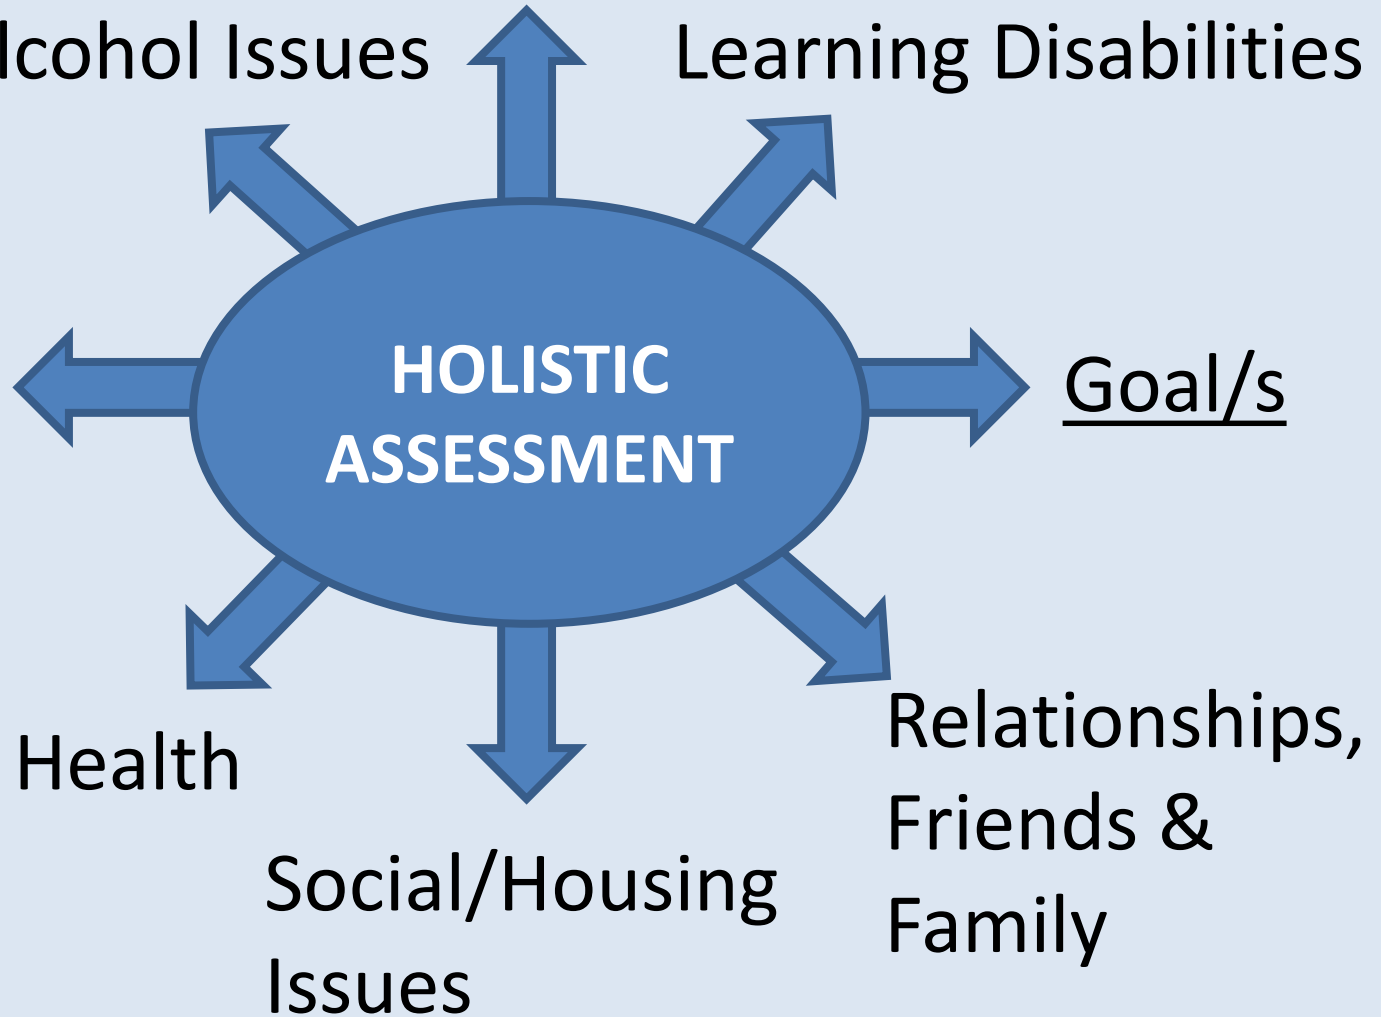 lcohol Issues
Learning Disabilities
HOLISTIC
ASSESSMENT
Goal/s
Health
Relationships,
Friends &
Family
Social/Housing
Issues